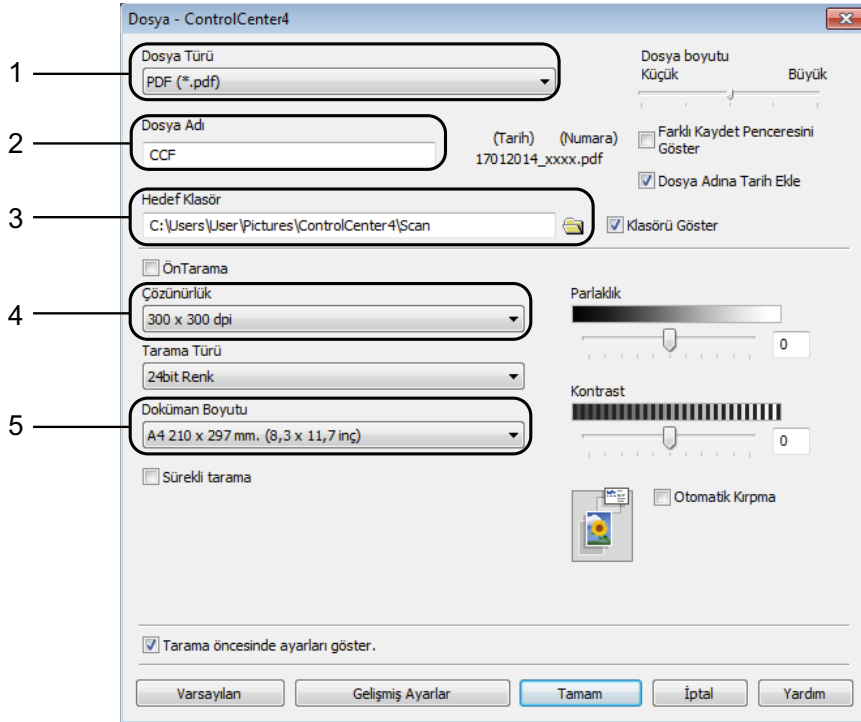 Dosya - ControlCenter4
1
Dosya Türü
PDF (*.pdf)
Dosya boyutu
Küçük Büyük
2
Dosya Adı
CCF
(Tarih) (Numara)
17012014_xxxx.pdf
Farklı Kaydet Penceresini
Göster
Dosya Adına Tarih Ekle
3
Hedef Klasör
C:\Users\User\Pictures\ControlCenter4\Scan
Klasörü Göster
ÖnTarama
4
Çözünürlük
300 x 300 dpi
Parlaklık
0
Tarama Türü
24bit Renk
Kontrast
0
5
Doküman Boyutu
A4 210 x 297 mm. (8,3 x 11,7 inç)
Sürekli tarama
Otomatik Kırpma
Tarama öncesinde ayarları göster.
Varsayılan Gelişmiş Ayarlar Tamam İptal Yardım